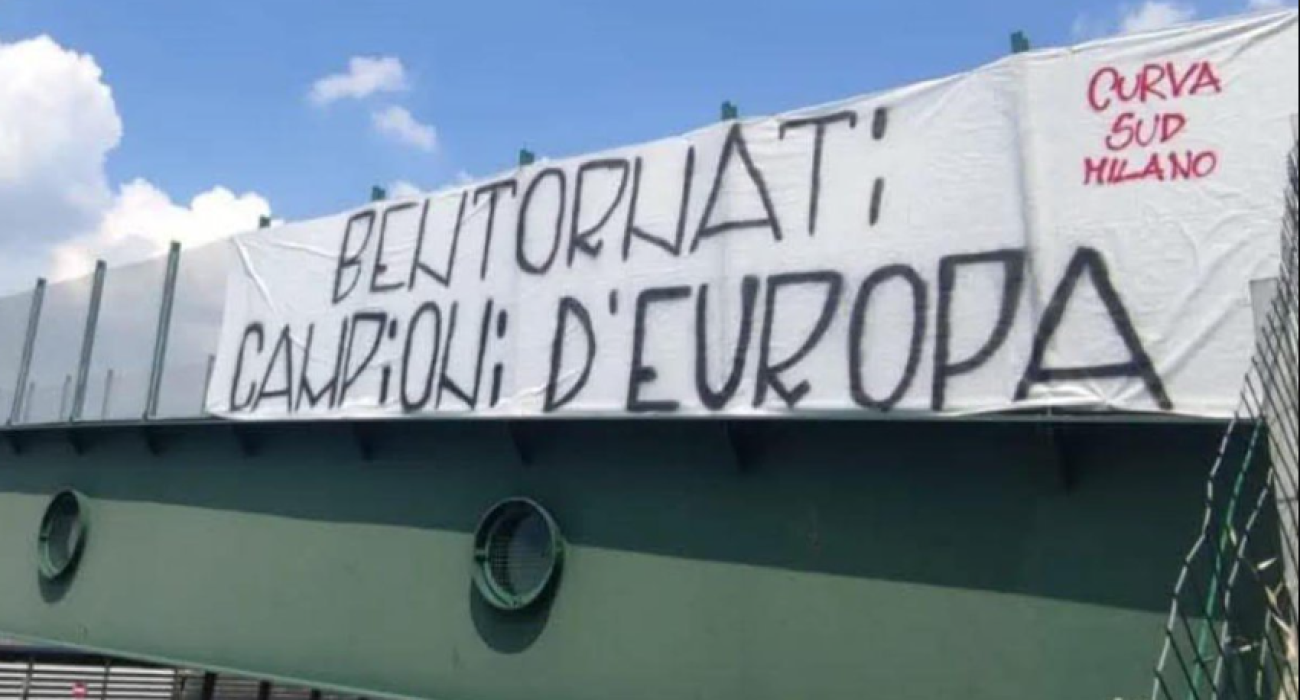 BENTORNATI
CAMPIONI D'EUROPA
CURVA
SUD
MILANO